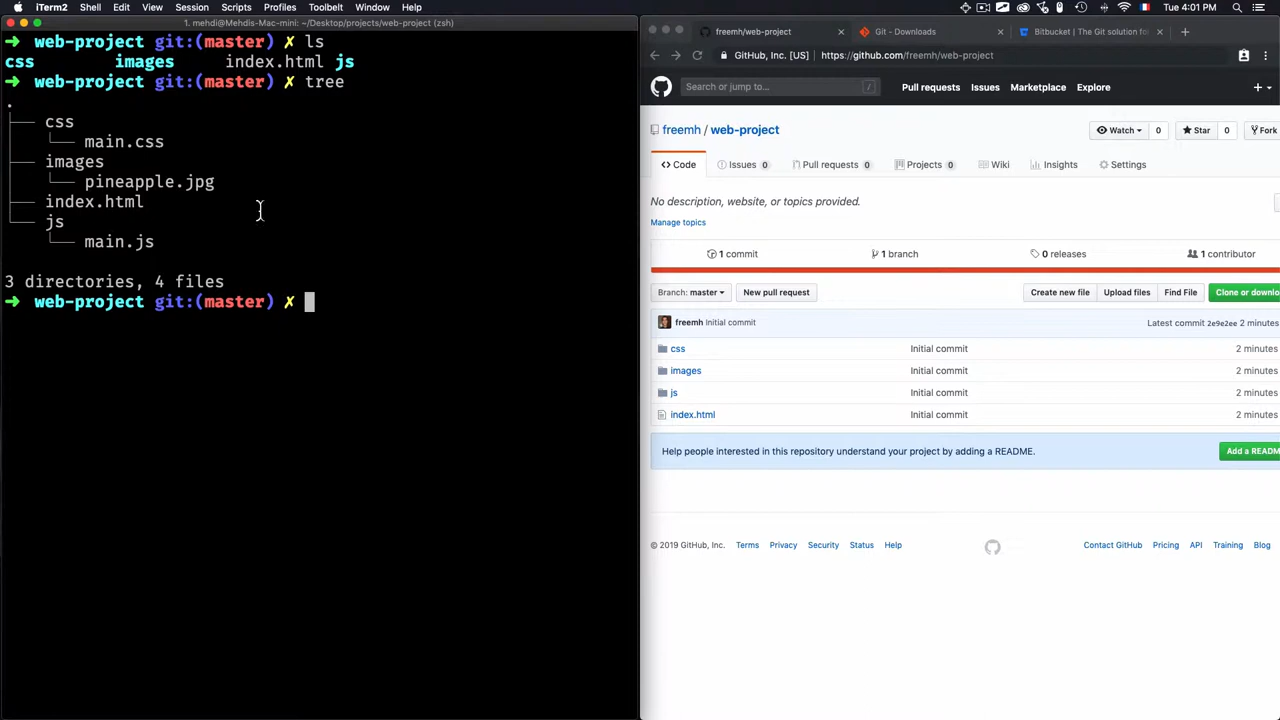 iTerm2 Shell Edit View Session Scripts Profiles Toolbelt Window Help
Tue 4:01 PM
1. mehdi@Mehdis-Mac-mini: ~/Desktop/projects/web-project (zsh)
➜ web-project git:(master) ✗ ls
css images index.html js
➜ web-project git:(master) ✗ tree
.
├── css
│   └── main.css
├── images
│   └── pineapple.jpg
├── index.html
└── js
    └── main.js
3 directories, 4 files
➜ web-project git:(master) ✗
freemh/web-project
Git - Downloads
Bitbucket | The Git solution fo
GitHub, Inc. [US] | https://github.com/freemh/web-project
Search or jump to... /
Pull requests Issues Marketplace Explore
freemh / web-project
Watch 0 Star 0 Fork
Code Issues 0 Pull requests 0 Projects 0 Wiki Insights Settings
No description, website, or topics provided.
Manage topics
1 commit 1 branch 0 releases 1 contributor
Branch: master New pull request Create new file Upload files Find File Clone or downlo
freemh Initial commit Latest commit 2e9e2ee 2 minutes
css Initial commit 2 minutes
images Initial commit 2 minutes
js Initial commit 2 minutes
index.html Initial commit 2 minutes
Help people interested in this repository understand your project by adding a README. Add a README
© 2019 GitHub, Inc. Terms Privacy Security Status Help Contact GitHub Pricing API Training Blog